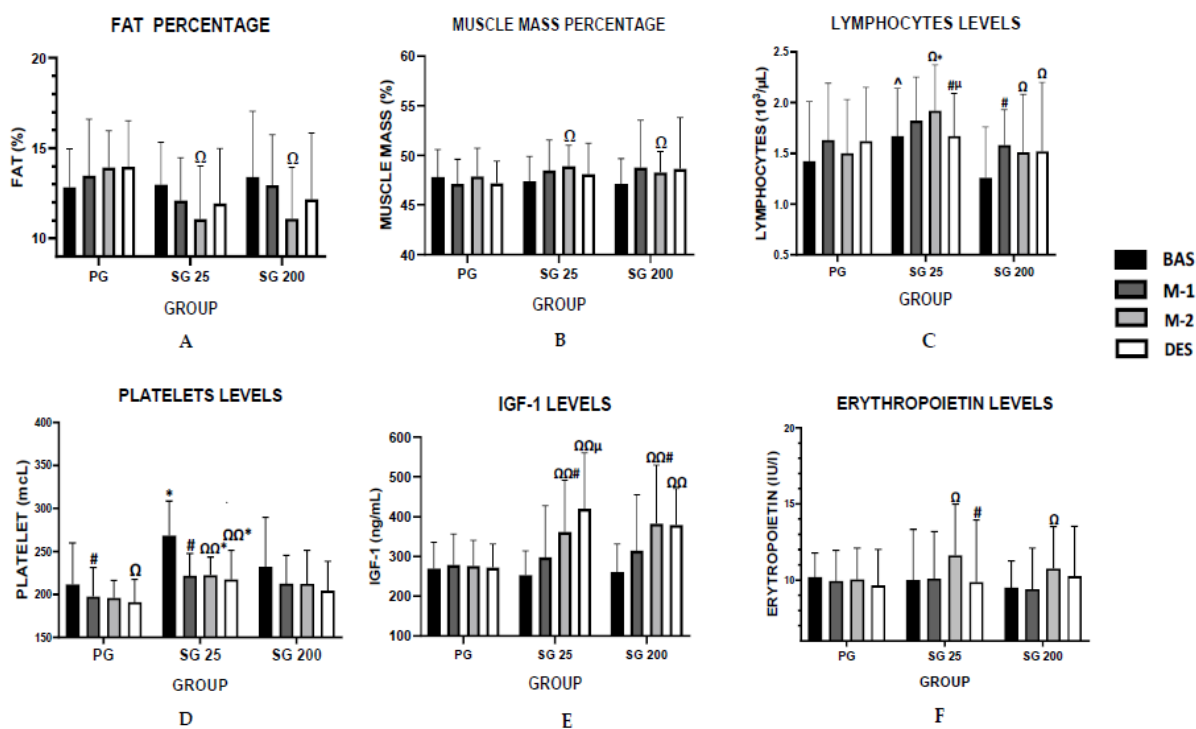 FAT PERCENTAGE
20
15
10
FAT (%)
Ω
Ω
PG
SG 25
SG 200
GROUP
A
MUSCLE MASS PERCENTAGE
60
55
50
45
40
MUSCLE MASS (%)
Ω
Ω
PG
SG 25
SG 200
GROUP
B
LYMPHOCYTES LEVELS
2.5
2.0
1.5
1.0
0.5
LYMPHOCYTES (10³/µL)
^
Ω*
#µ
#
Ω
Ω
PG
SG 25
SG 200
GROUP
C
BAS
M-1
M-2
DES
PLATELETS LEVELS
400
350
300
250
200
150
PLATELET (mcL)
#
Ω
*
#
ΩΩ*
ΩΩ*
PG
SG 25
SG 200
GROUP
D
IGF-1 LEVELS
600
500
400
300
200
100
IGF-1 (ng/mL)
ΩΩ#
ΩΩµ
ΩΩ#
ΩΩ
PG
SG 25
SG 200
GROUP
E
ERYTHROPOIETIN LEVELS
20
15
10
ERYTROPOIETIN (IU/I)
Ω
#
Ω
PG
SG 25
SG 200
GROUP
F